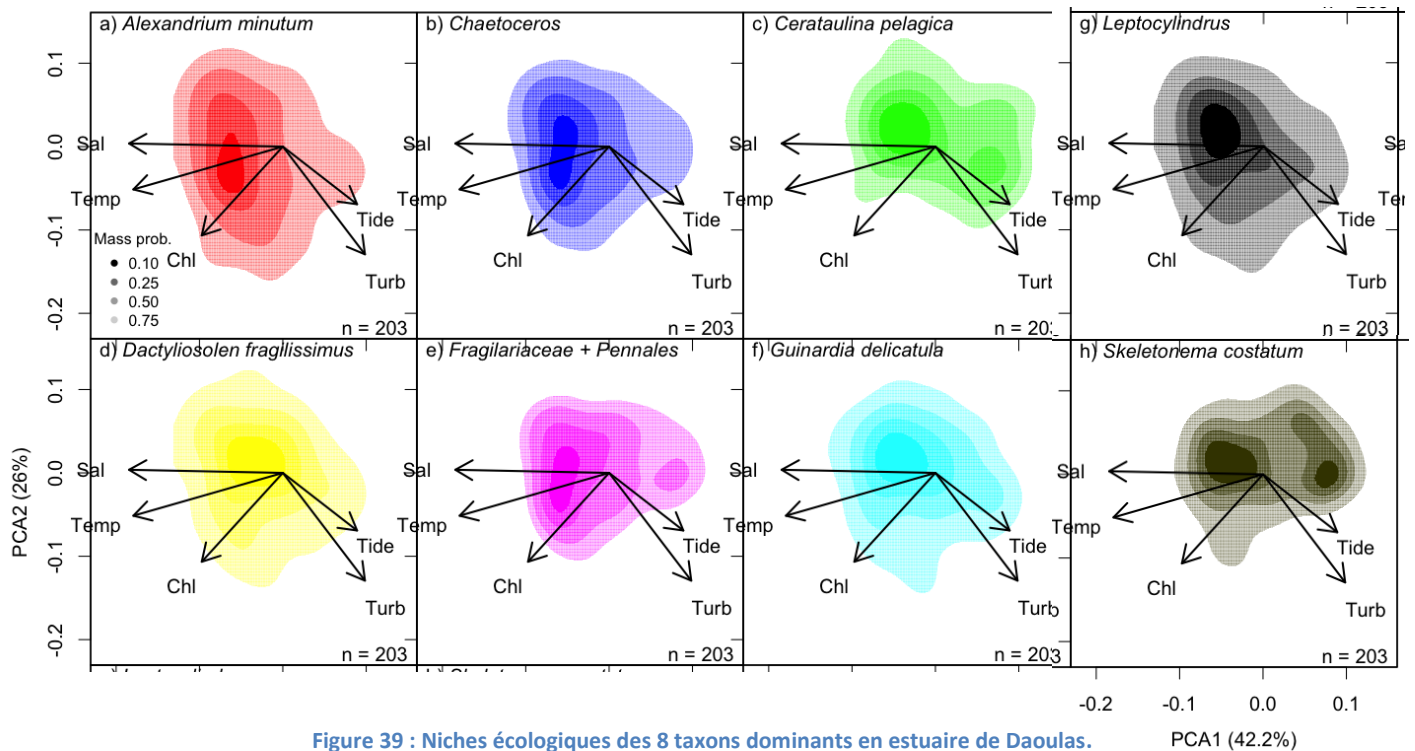 a) Alexandrium minutum
b) Chaetoceros
c) Cerataulina pelagica
g) Leptocylindrus
0.1
0.0
-0.1
-0.2
Sal
Temp
Chl
Tide
Turb
Mass prob.
0.10
0.25
0.50
0.75
n = 203
Sal
Temp
Chl
Tide
Turb
n = 203
Sal
Temp
Chl
Tide
Turb
n = 203
Sal
Temp
Chl
Tide
Turb
n = 203
d) Dactyliosolen fragilissimus
e) Fragilariaceae + Pennales
f) Guinardia delicatula
h) Skeletonema costatum
PCA2 (26%)
0.1
0.0
-0.1
-0.2
Sal
Temp
Chl
Tide
Turb
n = 203
Sal
Temp
Chl
Tide
Turb
n = 203
Sal
Temp
Chl
Tide
Turb
n = 203
Sal
Temp
Chl
Tide
Turb
n = 203
-0.2 -0.1 0.0 0.1
PCA1 (42.2%)
Figure 39 : Niches écologiques des 8 taxons dominants en estuaire de Daoulas.